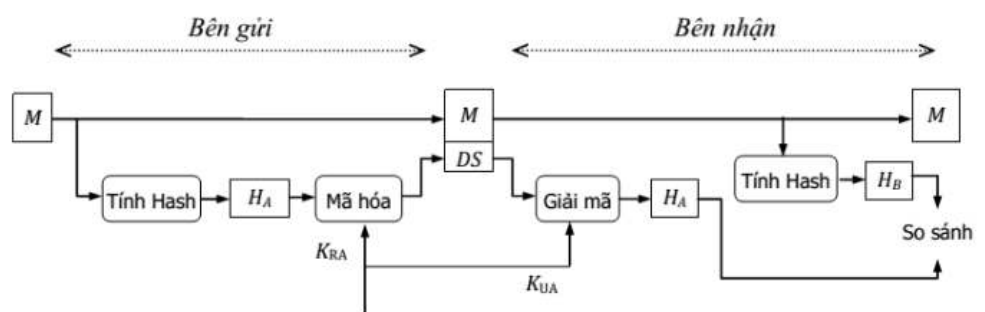 Bên gửi
Bên nhận
M
M
M
DS
Tính Hash
H_A
Mã hóa
Giải mã
H_A
Tính Hash
H_B
So sánh
K_RA
K_UA